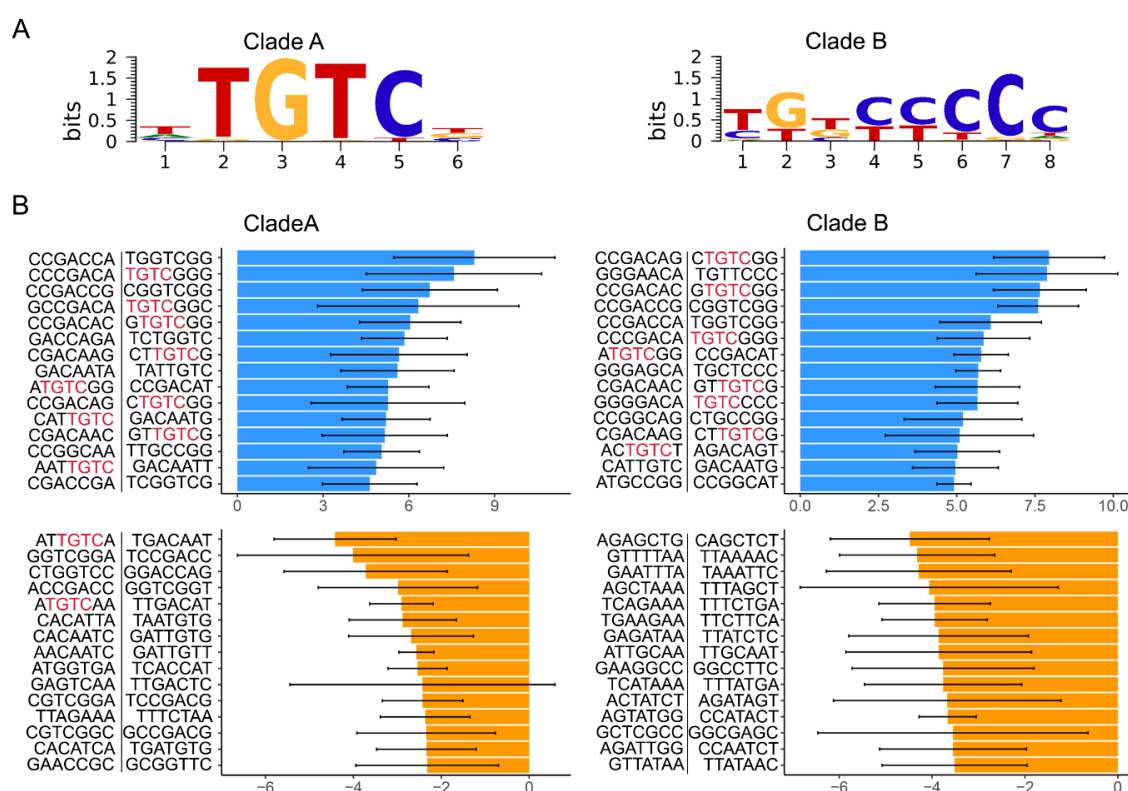 A
Clade A
Clade B
2
1.5
1
0.5
0
bits
T G T C
1 2 3 4 5 6
2
1.5
1
0.5
0
bits
T G T C C C C C
C T G T T
1 2 3 4 5 6 7 8
B
CladeA
Clade B
CCGACCA TGGTCGG
CCCGACA TGTCGGG
CCGACCG CGGTCGG
GCCGACA TGTCGGC
CCGACAC GTGTCGG
GACCAGA TCTGGTC
CGACAAG CTTGTCG
GACAATA TATTGTC
ATGTCGG CCGACAT
CCGACAG CTGTCGG
CATTGTC GACAATG
CGACAAC GTTGTCG
CCGGCAA TTGCCGG
AATTGTC GACAATT
CGACCGA TCGGTCG
0 3 6 9
CCGACAG CTGTCGG
GGGAACA TGTTCCC
CCGACAC GTGTCGG
CCGACCG CGGTCGG
CCGACCA TGGTCGG
CCCGACA TGTCGGG
ATGTCGG CCGACAT
GGGAGCA TGCTCCC
CGACAAC GTTGTCG
GGGGACA TGTCCCC
CCGGCAG CTGCCGG
CGACAAG CTTGTCG
ACTGTCT AGACAGT
CATTGTC GACAATG
ATGCCGG CCGGCAT
0.0 2.5 5.0 7.5 10.0
ATTGTCA TGACAAT
GGTCGGA TCCGACC
CTGGTCC GGACCAG
ACCGACC GGTCGGT
ATGTCAA TTGACAT
CACATTA TAATGTG
CACAATC GATTGTG
AACAATC GATTGTT
ATGGTGA TCACCAT
GAGTCAA TTGACTC
CGTCGGA TCCGACG
TTAGAAA TTTCTAA
CGTCGGC GCCGACG
CACATCA TGATGTG
GAACCGC GCGGTTC
−6 −4 −2 0
AGAGCTG CAGCTCT
GTTTTAA TTAAAAC
GAATTTA TAAATTC
AGCTAAA TTTAGCT
TCAGAAA TTTCTGA
TGAAGAA TTCTTCA
GAGATAA TTATCTC
ATTGCAA TTGCAAT
GAAGGCC GGCCTTC
TCATAAA TTTATGA
ACTATCT AGATAGT
AGTATGG CCATACT
GCTCGCC GGCGAGC
AGATTGG CCAATCT
GTTATAA TTATAAC
−6 −4 −2 0